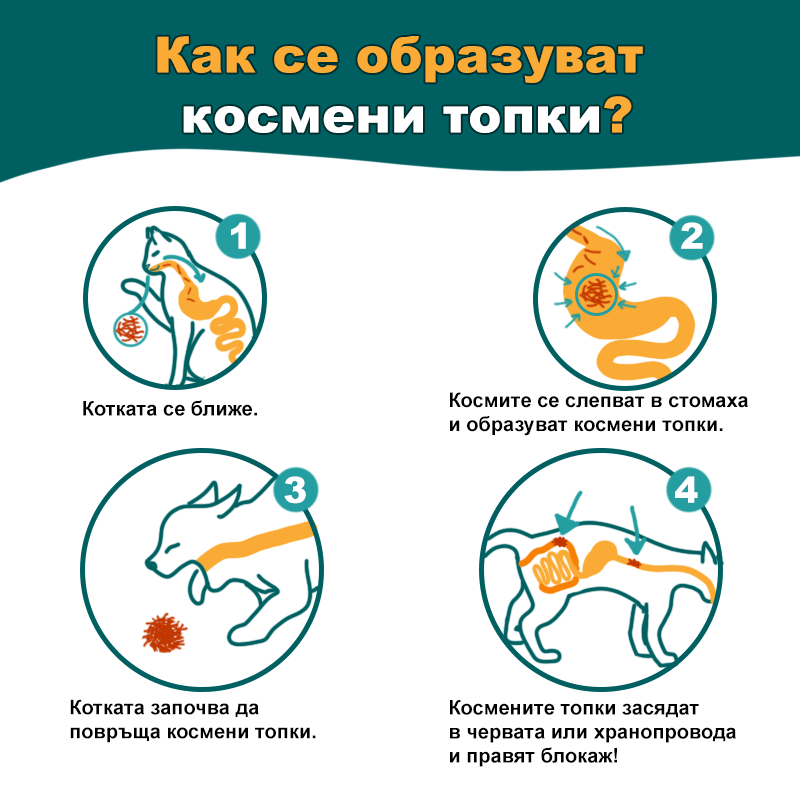 Как се образуват
космени топки?
1
Котката се ближе.
2
Космите се слепват в стомаха
и образуват космени топки.
3
Котката започва да
повръща космени топки.
4
Космените топки засядат
в червата или хранопровода
и правят блокаж!